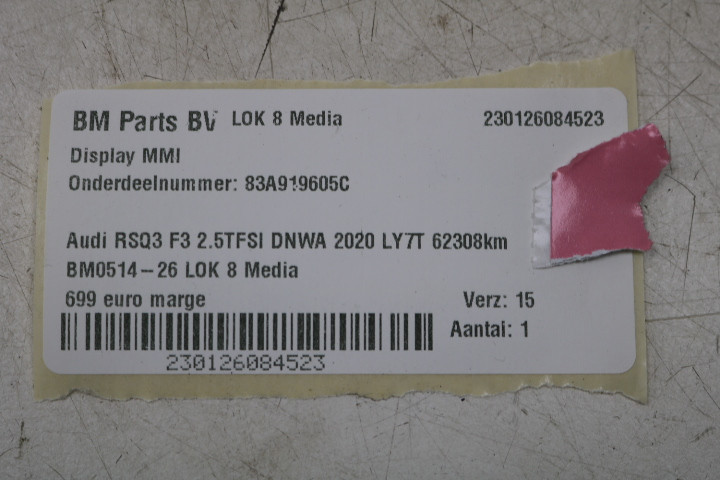 BM Parts BV LOK 8 Media 230126084523
Display MMI
Onderdeelnummer: 83A919605C
Audi RSQ3 F3 2.5TFSI DNWA 2020 LY7T 62308km
BM0514-26 LOK 8 Media
699 euro marge Verz: 15
Aantal: 1
230126084523